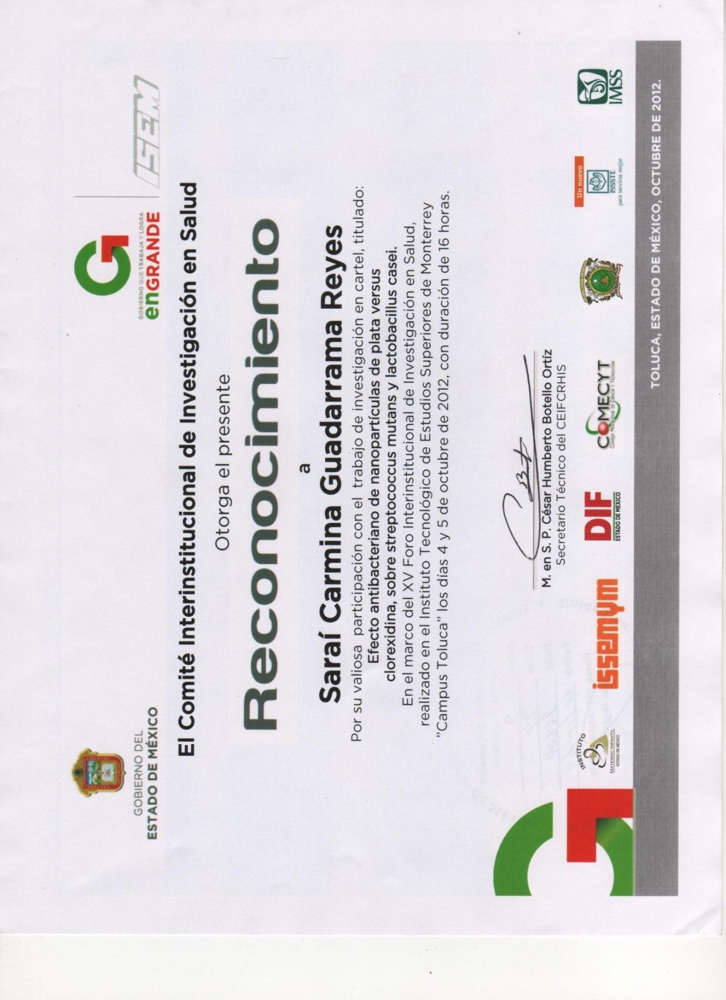 GOBIERNO DEL
ESTADO DE MÉXICO
GOBIERNO QUE TRABAJA Y LOGRA
enGRANDE
ISEM
El Comité Interinstitucional de Investigación en Salud
Otorga el presente
Reconocimiento
a
Saraí Carmina Guadarrama Reyes
Por su valiosa participación con el trabajo de investigación en cartel, titulado:
Efecto antibacteriano de nanopartículas de plata versus
clorexidina, sobre streptococcus mutans y lactobacillus casei.
En el marco del XV Foro Interinstitucional de Investigación en Salud,
realizado en el Instituto Tecnológico de Estudios Superiores de Monterrey
"Campus Toluca" los días 4 y 5 de octubre de 2012, con duración de 16 horas.
M. en S. P. César Humberto Botello Ortíz
Secretario Técnico del CEIFCRHIS
INSTITUTO
MATERNO INFANTIL
ESTADO DE MÉXICO
issemym
DIF
ESTADO DE MÉXICO
COMECYT
CONSEJO MEXIQUENSE DE CIENCIA Y TECNOLOGÍA
Un nuevo
ISSSTE
para servirte mejor
IMSS
TOLUCA, ESTADO DE MÉXICO, OCTUBRE DE 2012.